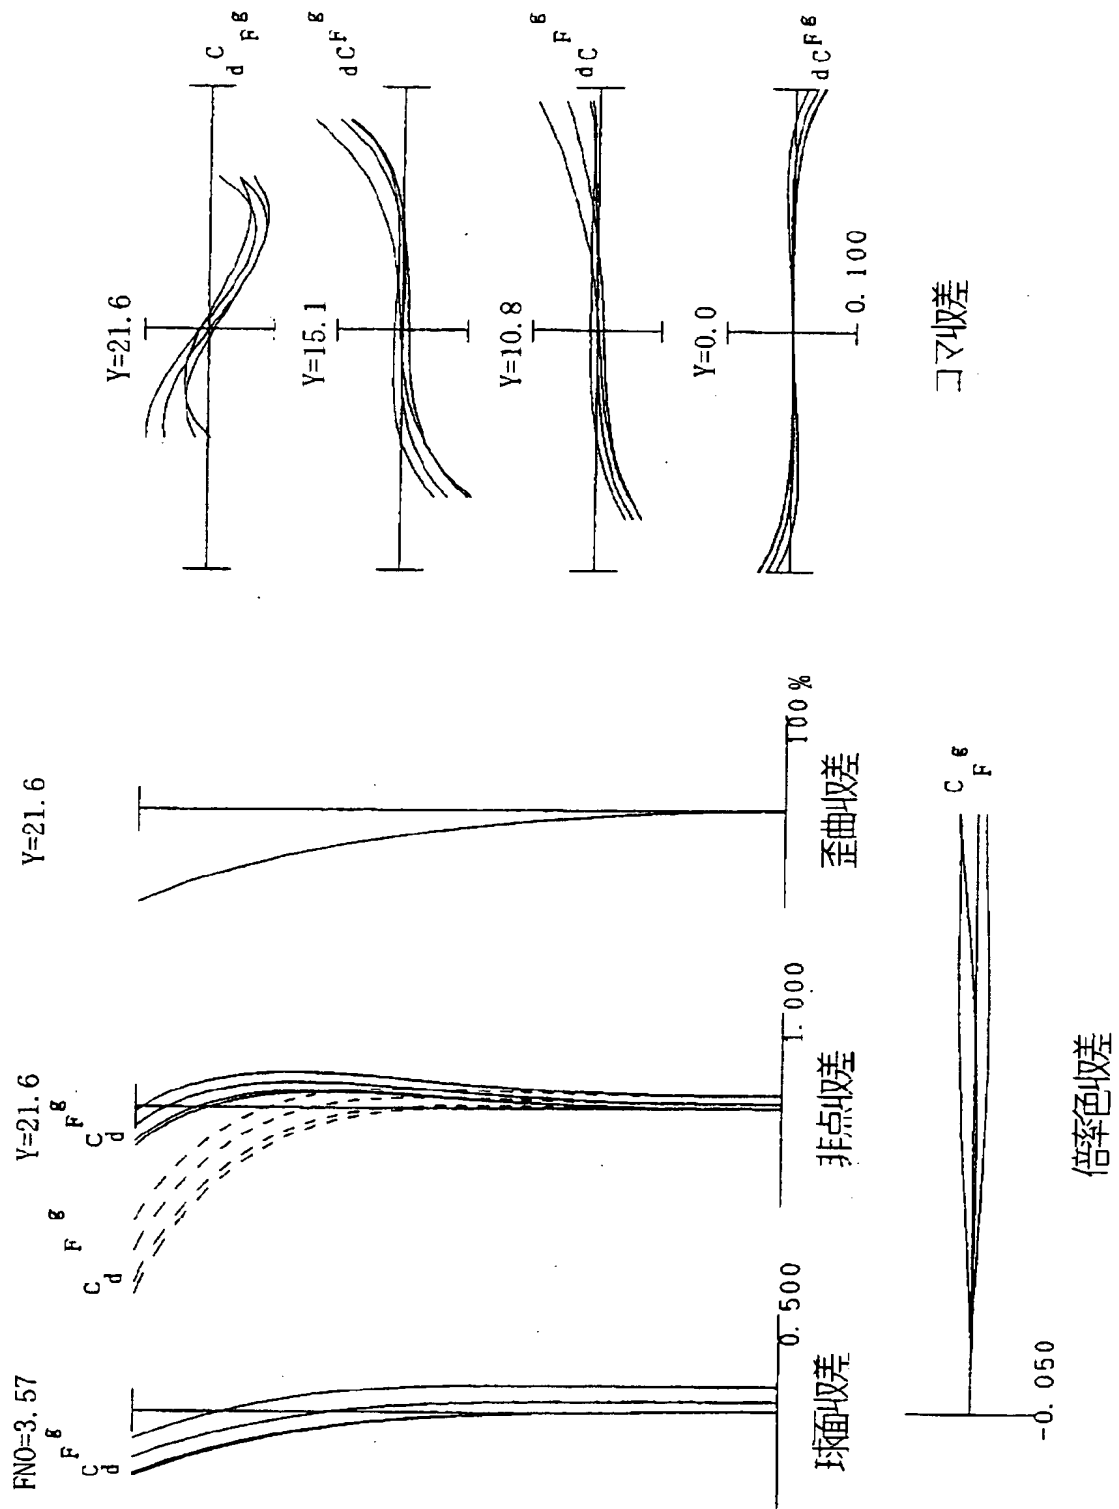 FNO=3.57
C
d
F
g
0.500
球面収差
Y=21.6
C
d
F
g
C
d
F
g
1.000
非点収差
Y=21.6
100%
歪曲収差
Y=21.6
C
d
F
g
Y=15.1
d
C
F
g
Y=10.8
d
C
F
g
Y=0.0
d
C
F
g
0.100
コマ収差
C
g
F
-0.050
倍率色収差